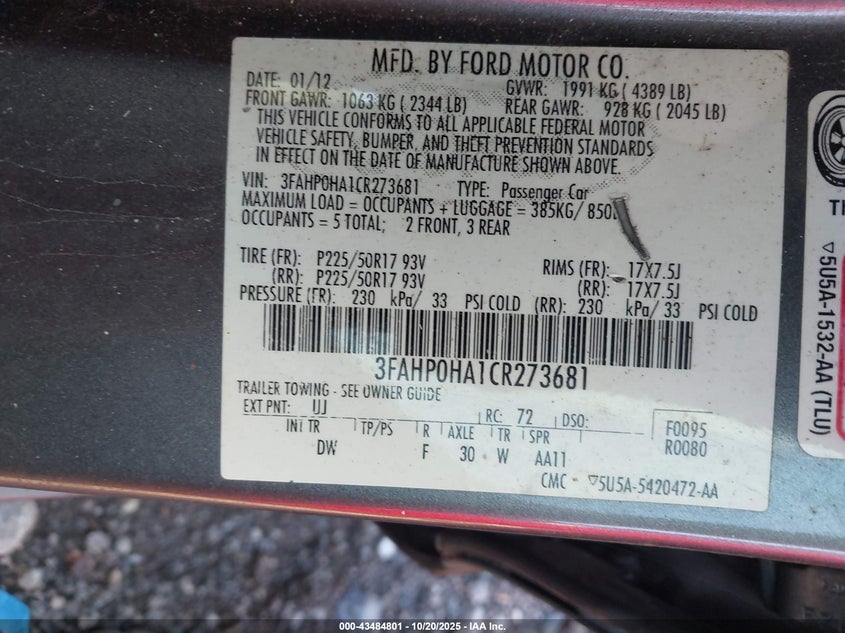 MFD. BY FORD MOTOR CO.
DATE: 01/12 GVWR: 1991 KG ( 4389 LB)
FRONT GAWR: 1063 KG ( 2344 LB) REAR GAWR: 928 KG ( 2045 LB)
THIS VEHICLE CONFORMS TO ALL APPLICABLE FEDERAL MOTOR
VEHICLE SAFETY, BUMPER, AND THEFT PREVENTION STANDARDS
IN EFFECT ON THE DATE OF MANUFACTURE SHOWN ABOVE.
VIN: 3FAHP0HA1CR273681 TYPE: Passenger Car
MAXIMUM LOAD = OCCUPANTS + LUGGAGE = 385KG/ 850
OCCUPANTS = 5 TOTAL; 2 FRONT, 3 REAR
TIRE (FR): P225/50R17 93V RIMS (FR): 17X7.5J
(RR): P225/50R17 93V (RR): 17X7.5J
PRESSURE (FR): 230 kPa/ 33 PSI COLD (RR): 230 kPa/ 33 PSI COLD
3FAHP0HA1CR273681
TRAILER TOWING - SEE OWNER GUIDE
EXT PNT: UJ RC: 72 DSO: F0095
INT TR TP/PS R AXLE TR SPR R0080
DW F 30 W AA11
CMC ▽5U5A-5420472-AA
TH
▽5U5A-1532-AA (TLU)
000-43484801 - 10/20/2025 - IAA Inc.